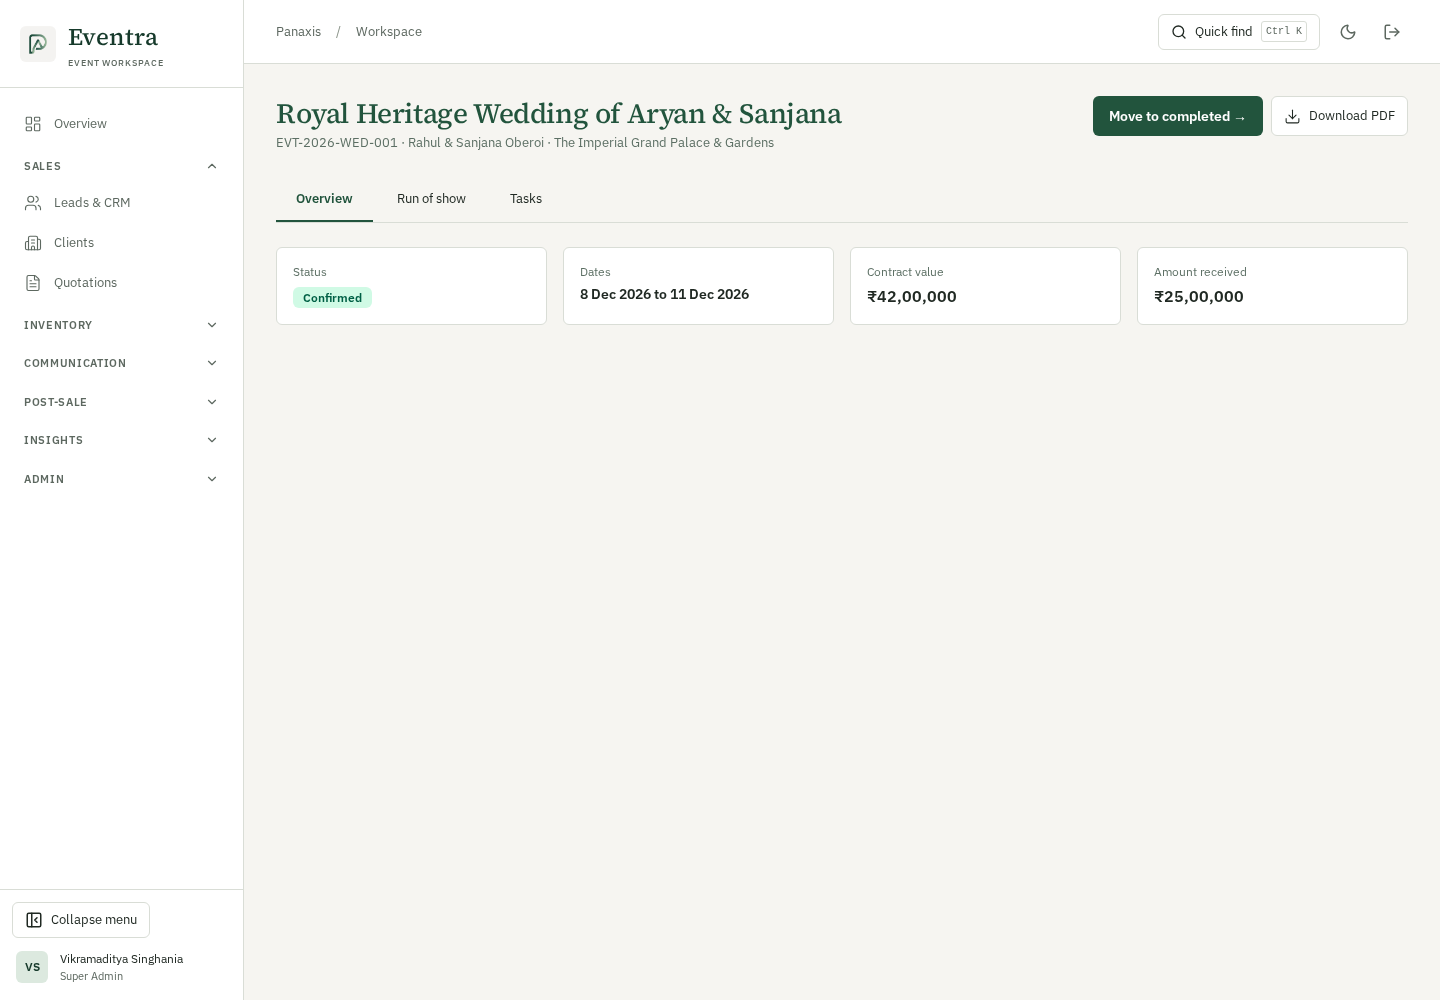 Eventra
EVENT WORKSPACE
Overview
SALES
Leads & CRM
Clients
Quotations
INVENTORY
COMMUNICATION
POST-SALE
INSIGHTS
ADMIN
Collapse menu
VS
Vikramaditya Singhania
Super Admin
Panaxis / Workspace
Quick find Ctrl K
Royal Heritage Wedding of Aryan & Sanjana
EVT-2026-WED-001 · Rahul & Sanjana Oberoi · The Imperial Grand Palace & Gardens
Move to completed →
Download PDF
Overview Run of show Tasks
Status
Confirmed
Dates
8 Dec 2026 to 11 Dec 2026
Contract value
₹42,00,000
Amount received
₹25,00,000